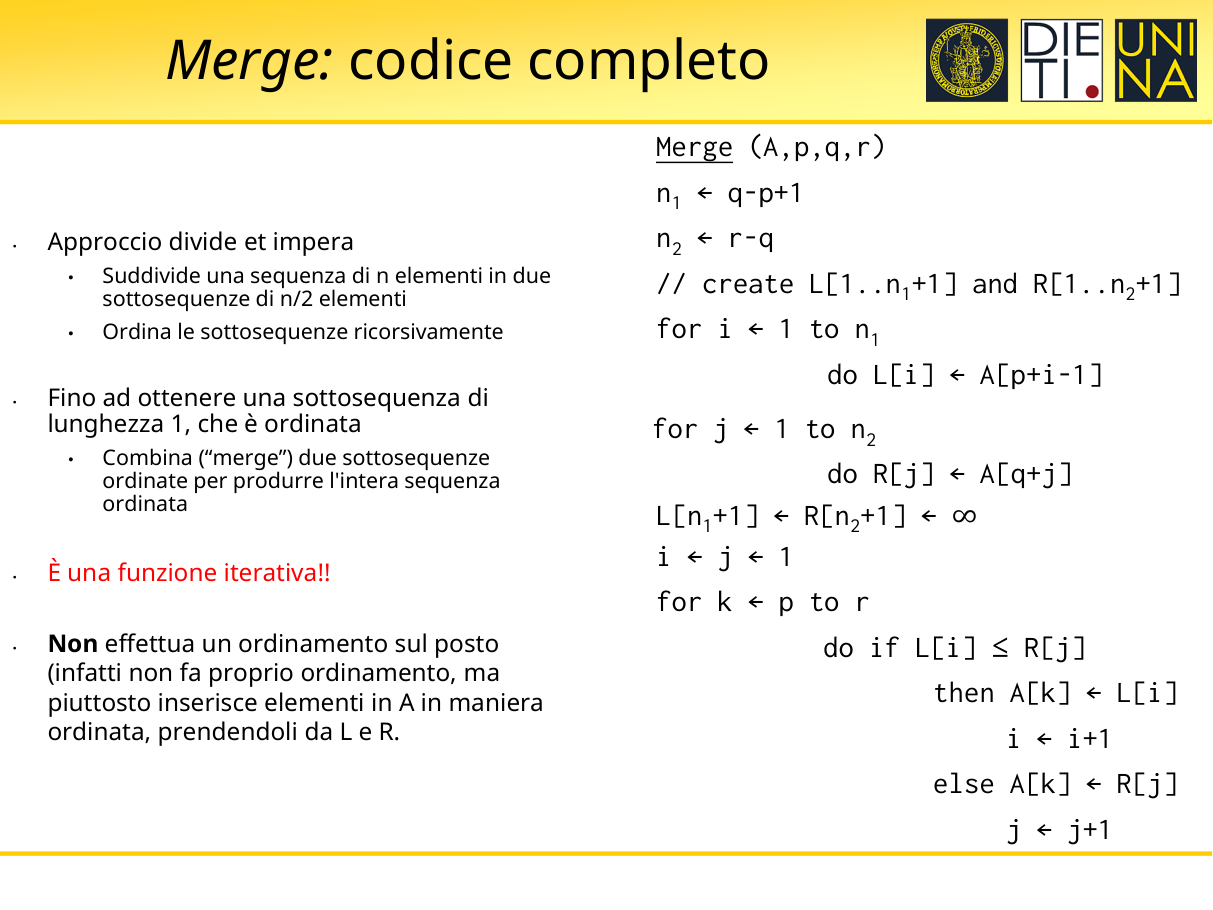 Merge: codice completo
DIE
TI.
UNI
NA
· Approccio divide et impera
• Suddivide una sequenza di n elementi in due
sottosequenze di n/2 elementi
• Ordina le sottosequenze ricorsivamente
· Fino ad ottenere una sottosequenza di
lunghezza 1, che è ordinata
• Combina (“merge”) due sottosequenze
ordinate per produrre l'intera sequenza
ordinata
· È una funzione iterativa!!
· Non effettua un ordinamento sul posto
(infatti non fa proprio ordinamento, ma
piuttosto inserisce elementi in A in maniera
ordinata, prendendoli da L e R.
Merge (A,p,q,r)
n₁ ← q-p+1
n₂ ← r-q
// create L[1..n₁+1] and R[1..n₂+1]
for i ← 1 to n₁
do L[i] ← A[p+i-1]
for j ← 1 to n₂
do R[j] ← A[q+j]
L[n₁+1] ← R[n₂+1] ← ∞
i ← j ← 1
for k ← p to r
do if L[i] ≤ R[j]
then A[k] ← L[i]
i ← i+1
else A[k] ← R[j]
j ← j+1